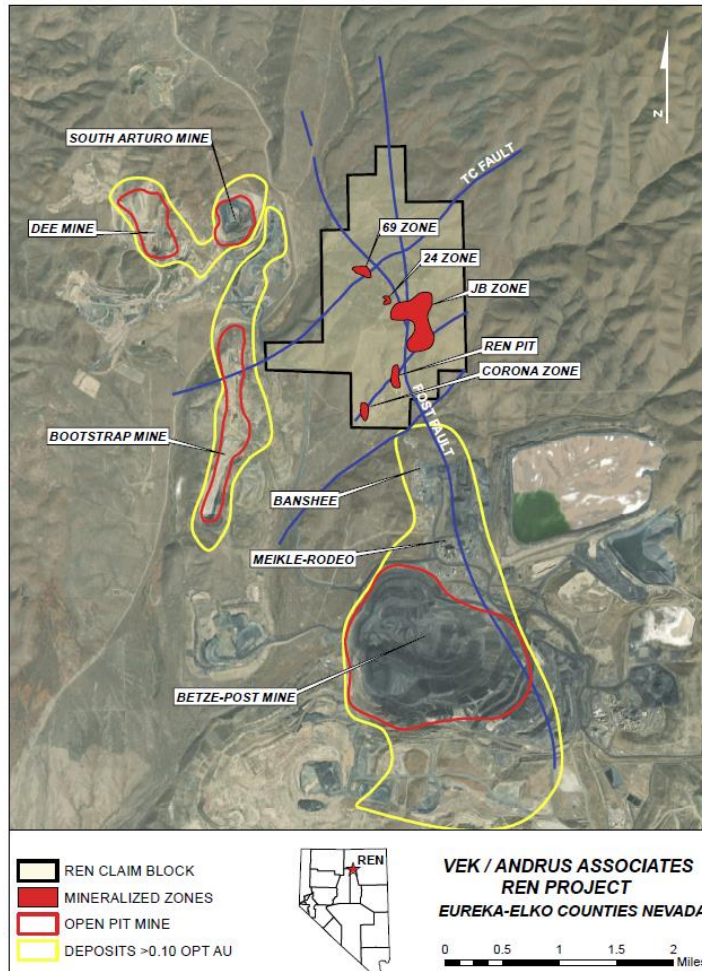 N
SOUTH ARTURO MINE
TC FAULT
DEE MINE
69 ZONE
24 ZONE
JB ZONE
REN PIT
CORONA ZONE
POST FAULT
BOOTSTRAP MINE
BANSHEE
MEIKLE-RODEO
BETZE-POST MINE
REN CLAIM BLOCK
MINERALIZED ZONES
OPEN PIT MINE
DEPOSITS >0.10 OPT AU
REN
VEK / ANDRUS ASSOCIATES
REN PROJECT
EUREKA-ELKO COUNTIES NEVADA
0 0.5 1 1.5 2
Miles